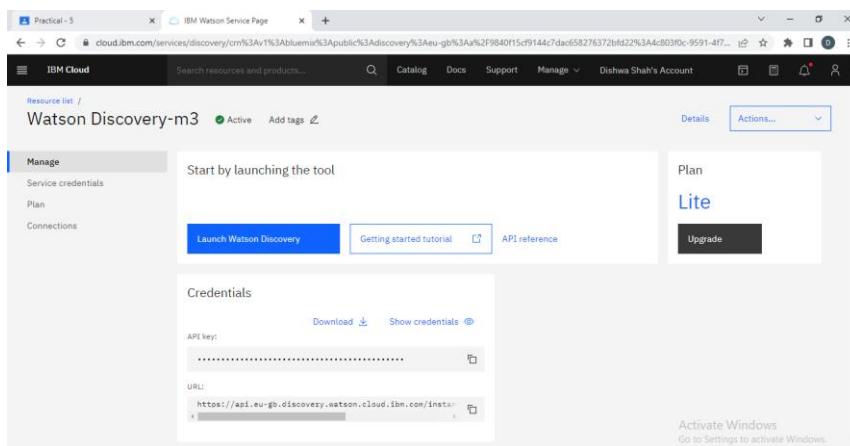 Practical - 5
IBM Watson Service Page
cloud.ibm.com/services/discovery/crn%3Av1%3Abluemix%3Apublic%3Adiscovery%3Aeu-gb%3Aa%2F9840f15cf9144c7dac658276372bfd22%3A4c803f0c-9591-4f7...
D
IBM Cloud
Search resources and products...
Catalog
Docs
Support
Manage
Dishwa Shah's Account
Resource list /
Watson Discovery-m3
Active
Add tags
Details
Actions...
Manage
Service credentials
Plan
Connections
Start by launching the tool
Launch Watson Discovery
Getting started tutorial
API reference
Plan
Lite
Upgrade
Credentials
Download
Show credentials
API key:
URL:
https://api.eu-gb.discovery.watson.cloud.ibm.com/insta
Activate Windows
Go to Settings to activate Windows.